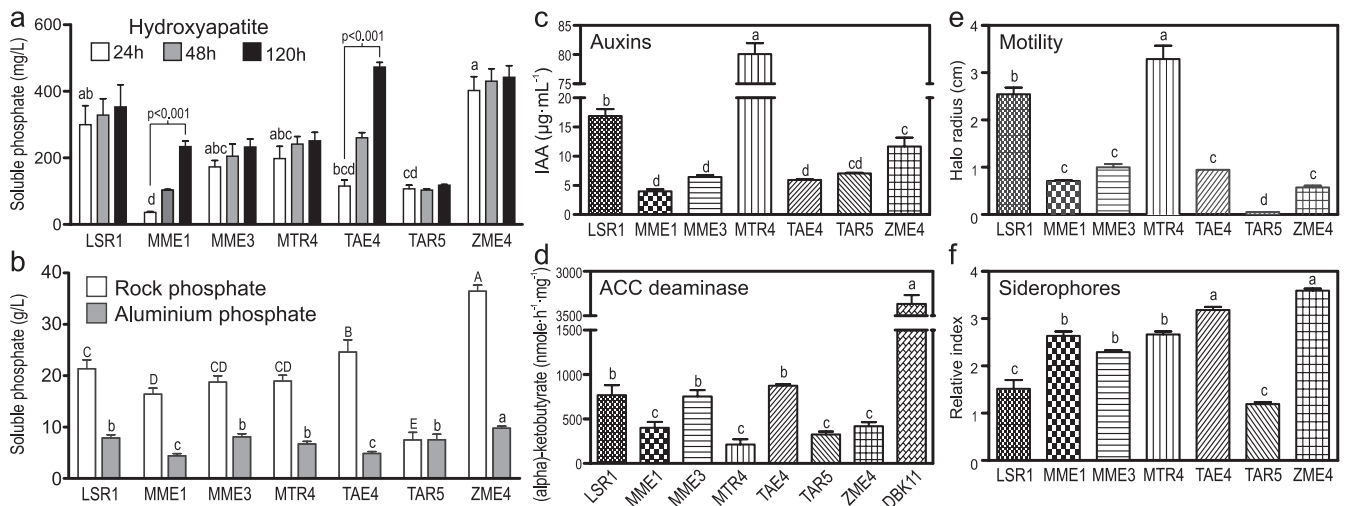 a
Hydroxyapatite
24h 48h 120h
Soluble phosphate (mg/L)
600
400
200
0
ab
p<0.001
d
abc
abc
p<0.001
bcd
cd
a
LSR1 MME1 MME3 MTR4 TAE4 TAR5 ZME4
b
Rock phosphate
Aluminium phosphate
Soluble phosphate (g/L)
40
30
20
10
0
C b D c CD b CD b B c E b A a
LSR1 MME1 MME3 MTR4 TAE4 TAR5 ZME4
c
Auxins
IAA (µg·mL⁻¹)
85
80
75
20
15
10
5
0
b d d a d cd c
LSR1 MME1 MME3 MTR4 TAE4 TAR5 ZME4
d
ACC deaminase
(alpha)-ketobutyrate (nmole·h⁻¹·mg⁻¹)
3000
3500
1500
1000
500
0
b c b c b c c a
LSR1 MME1 MME3 MTR4 TAE4 TAR5 ZME4 DBK11
e
Motility
Halo radius (cm)
4
3
2
1
0
b c c a c d c
LSR1 MME1 MME3 MTR4 TAE4 TAR5 ZME4
f
Siderophores
Relative index
4
3
2
1
0
c b b b a c a
LSR1 MME1 MME3 MTR4 TAE4 TAR5 ZME4